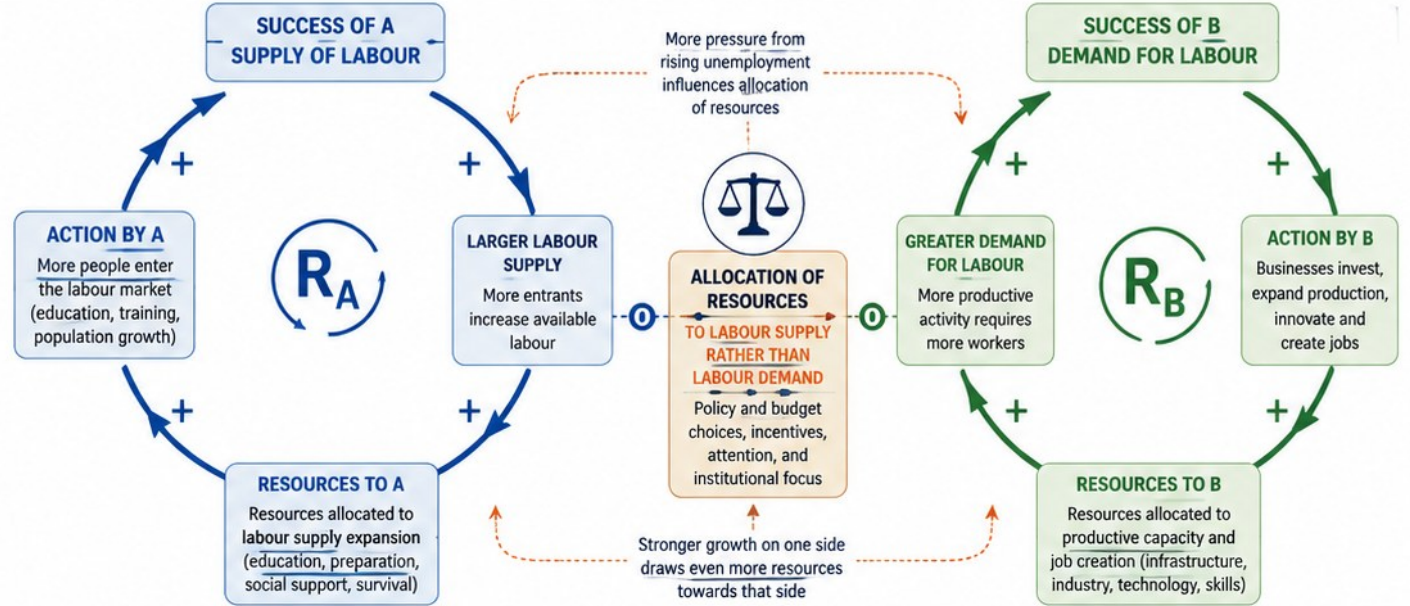 SUCCESS OF A
SUPPLY OF LABOUR
+
+
ACTION BY A
More people enter
the labour market
(education, training,
population growth)
RA
LARGER LABOUR
SUPPLY
More entrants
increase available
labour
+
+
RESOURCES TO A
Resources allocated to
labour supply expansion
(education, preparation,
social support, survival)
More pressure from
rising unemployment
influences allocation
of resources
O
ALLOCATION OF
RESOURCES
TO LABOUR SUPPLY
RATHER THAN
LABOUR DEMAND
Policy and budget
choices, incentives,
attention, and
institutional focus
O
Stronger growth on one side
draws even more resources
towards that side
SUCCESS OF B
DEMAND FOR LABOUR
+
+
GREATER DEMAND
FOR LABOUR
More productive
activity requires
more workers
RB
ACTION BY B
Businesses invest,
expand production,
innovate and
create jobs
+
+
RESOURCES TO B
Resources allocated to
productive capacity and
job creation (infrastructure,
industry, technology, skills)